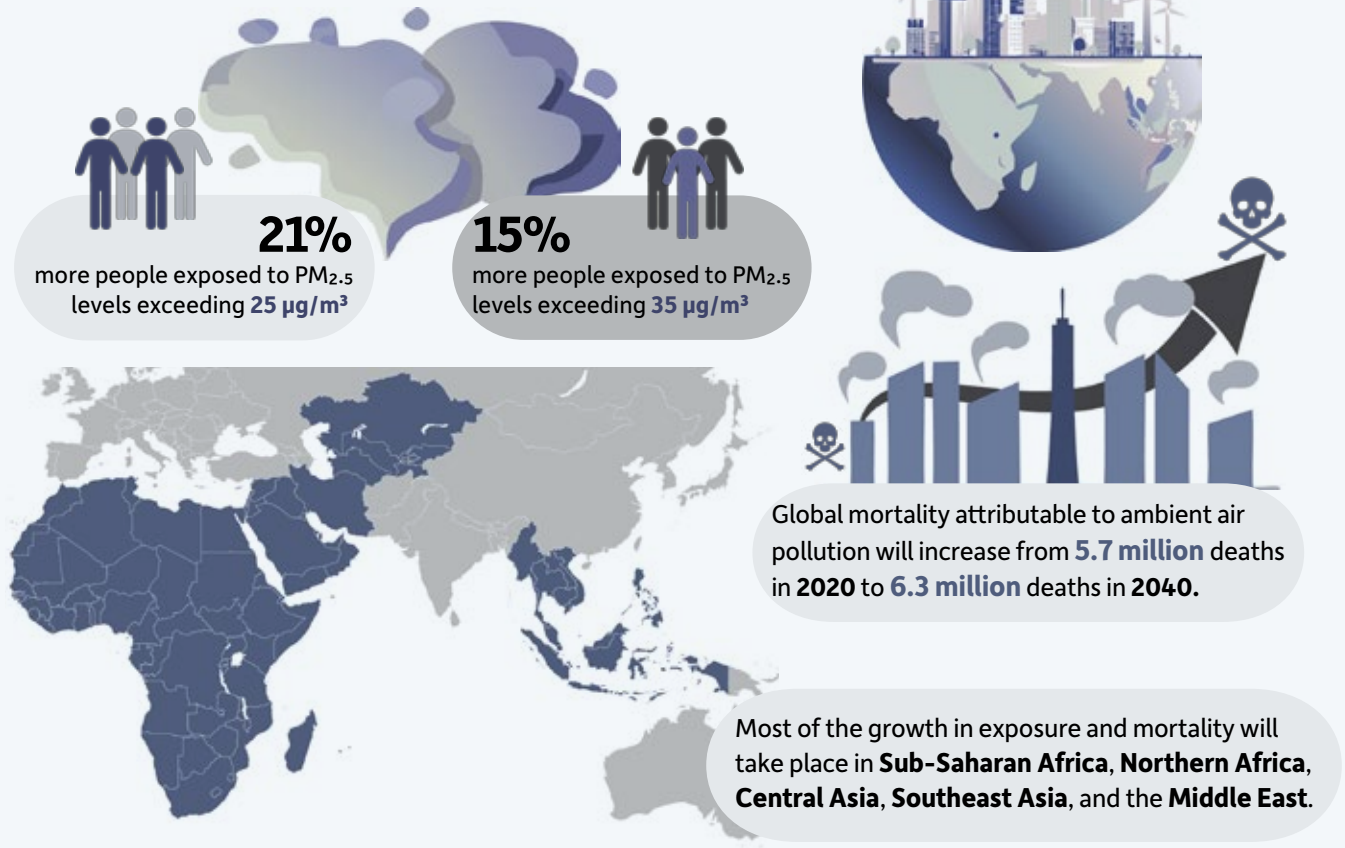 21%
more people exposed to PM₂.₅
levels exceeding 25 µg/m³
15%
more people exposed to PM₂.₅
levels exceeding 35 µg/m³
Global mortality attributable to ambient air
pollution will increase from 5.7 million deaths
in 2020 to 6.3 million deaths in 2040.
Most of the growth in exposure and mortality will
take place in Sub-Saharan Africa, Northern Africa,
Central Asia, Southeast Asia, and the Middle East.